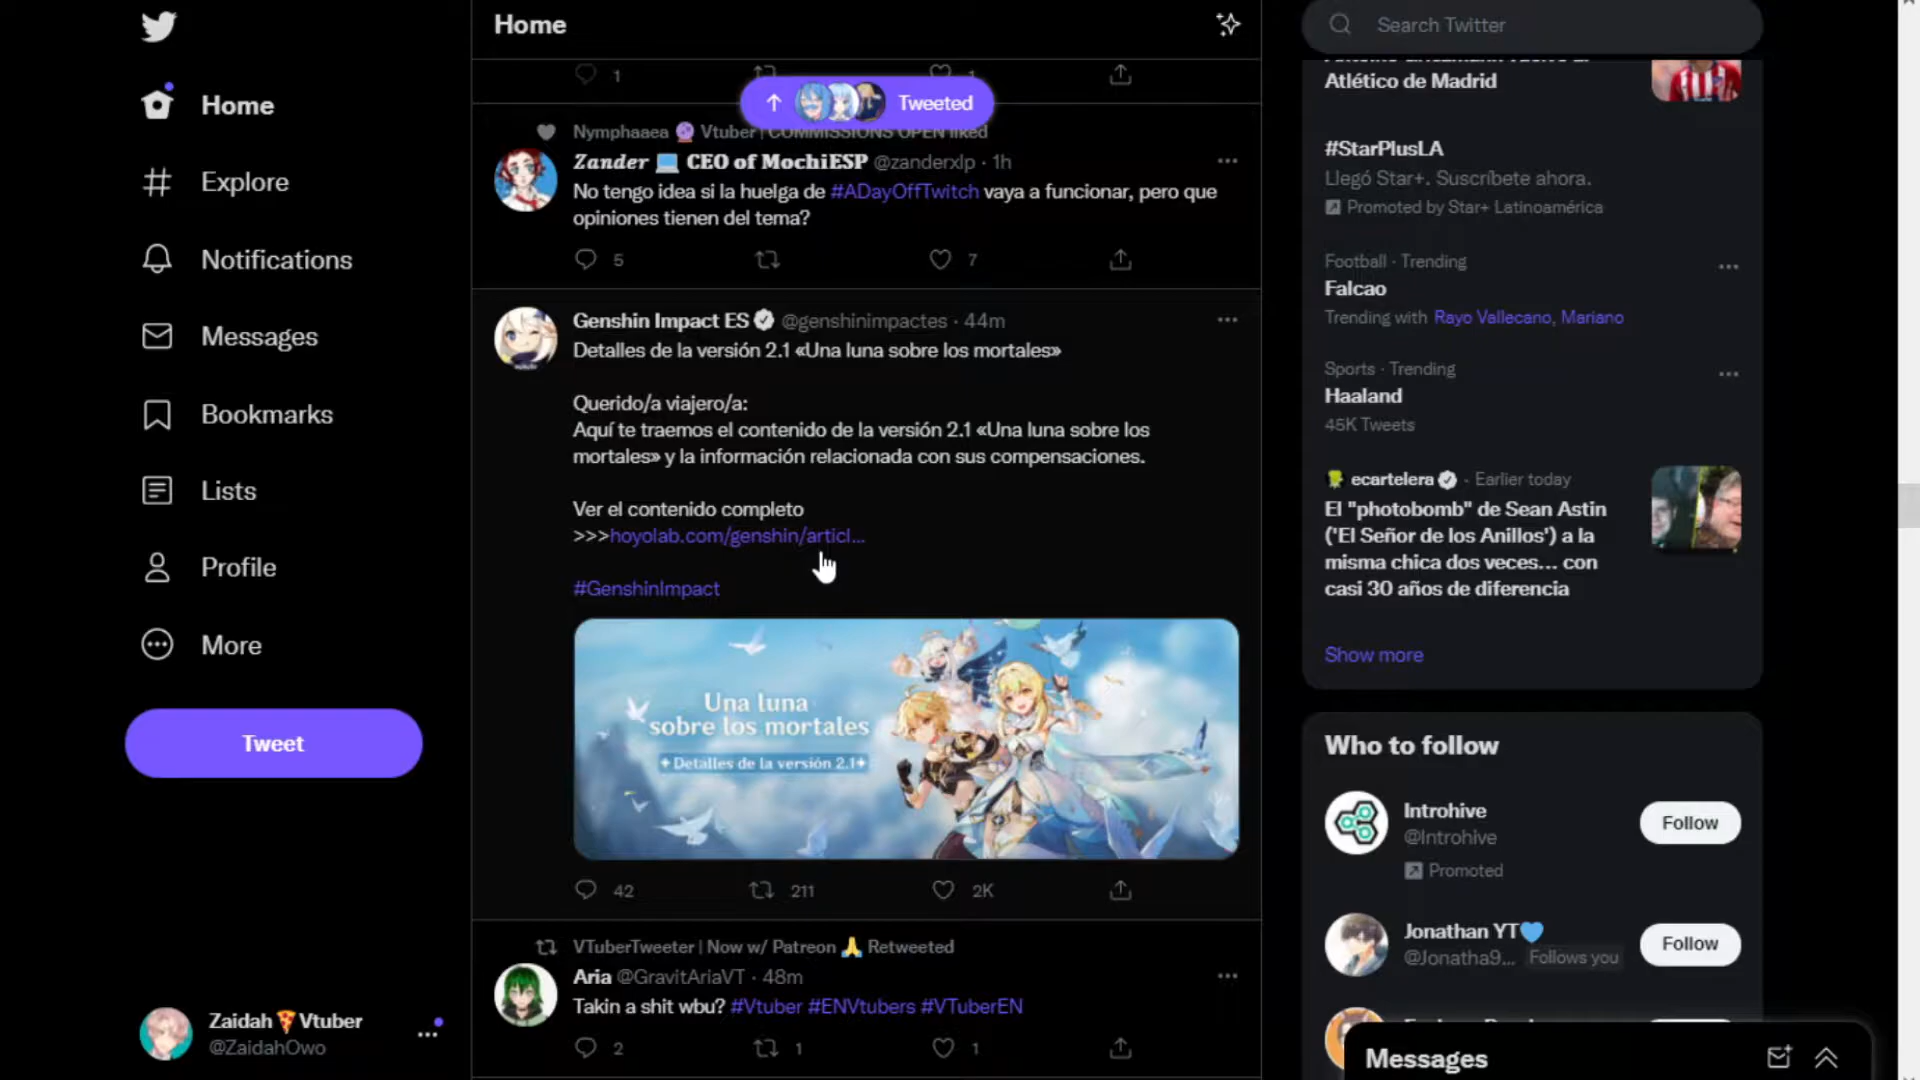 Home
Explore
Notifications
Messages
Bookmarks
Lists
Profile
More
Tweet
Zaidah🍕Vtuber
@ZaidahOwo
Home
1
1
Tweeted
Nymphaaea 🔮 Vtuber | COMMISSIONS OPEN liked
Zander 💻 CEO of MochiESP @zanderxlp · 1h
No tengo idea si la huelga de #ADayOffTwitch vaya a funcionar, pero que
opiniones tienen del tema?
5
7
Genshin Impact ES @genshinimpactes · 44m
Detalles de la versión 2.1 «Una luna sobre los mortales»
Querido/a viajero/a:
Aquí te traemos el contenido de la versión 2.1 «Una luna sobre los
mortales» y la información relacionada con sus compensaciones.
Ver el contenido completo
>>>hoyolab.com/genshin/articl...
#GenshinImpact
Una luna
sobre los mortales
✦Detalles de la versión 2.1✦
42
211
2K
VTuberTweeter | Now w/ Patreon 🙏 Retweeted
Aria @GravitAriaVT · 48m
Takin a shit wbu? #Vtuber #ENVtubers #VTuberEN
2
1
1
Search Twitter
Atlético de Madrid
#StarPlusLA
Llegó Star+. Suscríbete ahora.
Promoted by Star+ Latinoamérica
Football · Trending
Falcao
Trending with Rayo Vallecano, Mariano
Sports · Trending
Haaland
45K Tweets
ecartelera · Earlier today
El "photobomb" de Sean Astin
('El Señor de los Anillos') a la
misma chica dos veces... con
casi 30 años de diferencia
Show more
Who to follow
Introhive
@Introhive
Promoted
Follow
Jonathan YT💙
@Jonatha9... Follows you
Follow
Messages